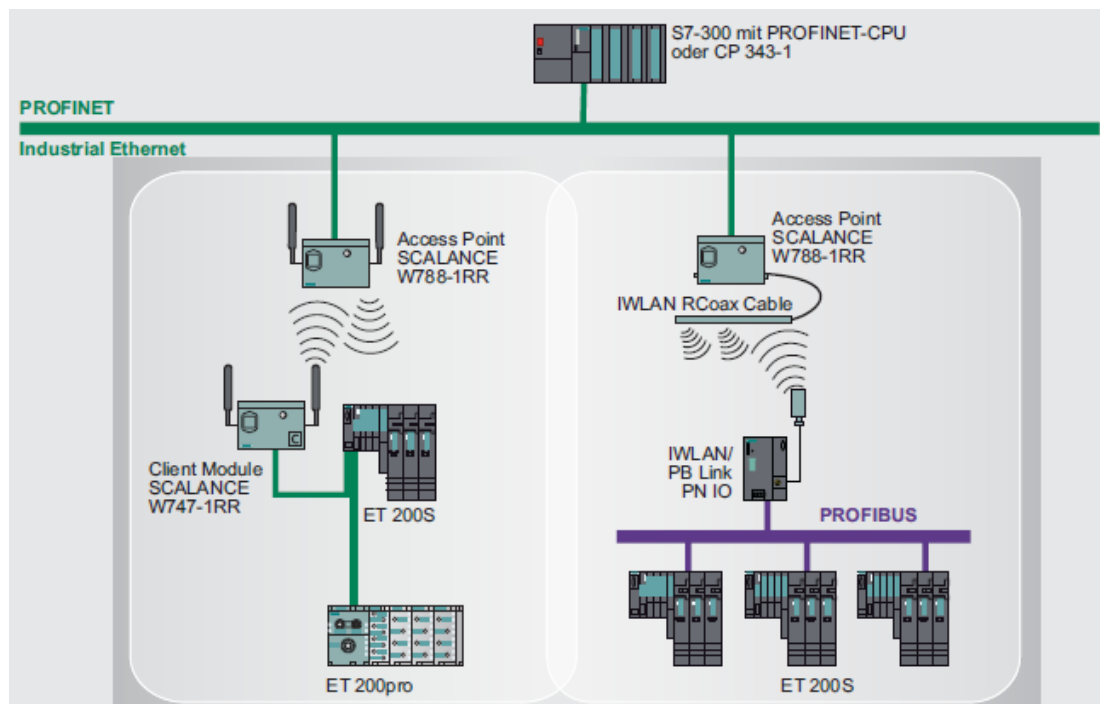 S7-300 mit PROFINET-CPU
oder CP 343-1
PROFINET
Industrial Ethernet
Access Point
SCALANCE
W788-1RR
Access Point
SCALANCE
W788-1RR
IWLAN RCoax Cable
Client Module
SCALANCE
W747-1RR
C
ET 200S
IWLAN/
PB Link
PN IO
PROFIBUS
ET 200pro
ET 200S